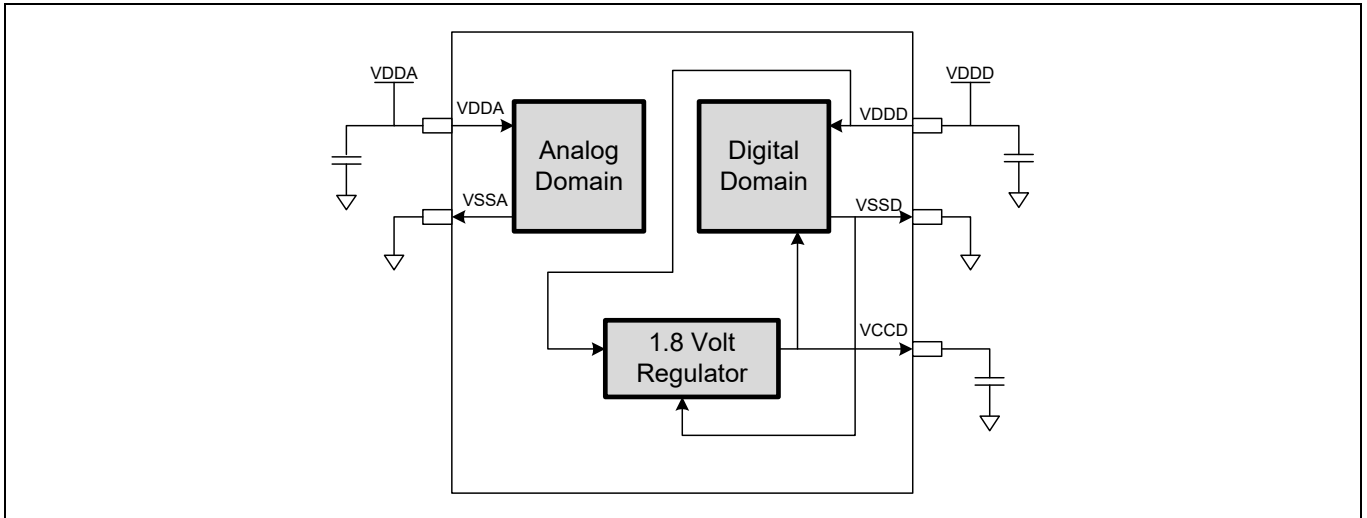 VDDA
VDDD
VDDA
VDDD
Analog
Domain
Digital
Domain
VSSA
VSSD
1.8 Volt
Regulator
VCCD